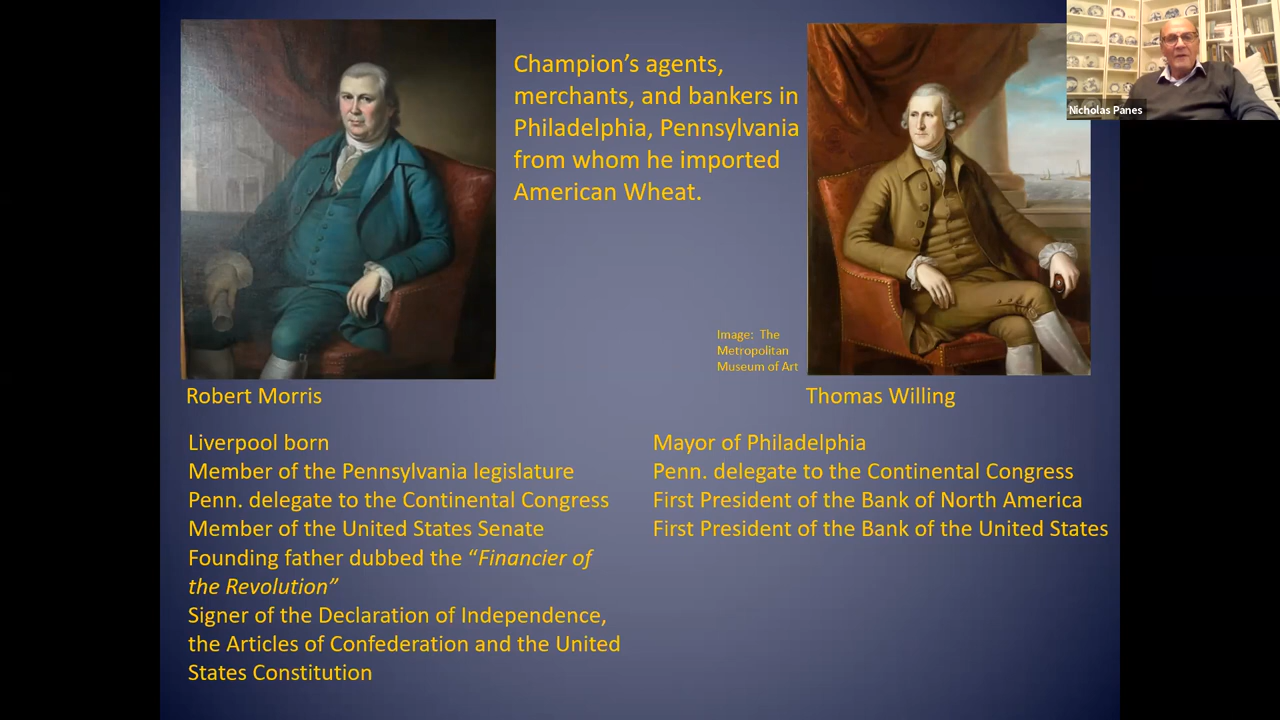 Champion’s agents,
merchants, and bankers in
Philadelphia, Pennsylvania
from whom he imported
American Wheat.
Nicholas Panes
Image: The
Metropolitan
Museum of Art
Robert Morris
Thomas Willing
Liverpool born
Member of the Pennsylvania legislature
Penn. delegate to the Continental Congress
Member of the United States Senate
Founding father dubbed the “Financier of
the Revolution”
Signer of the Declaration of Independence,
the Articles of Confederation and the United
States Constitution
Mayor of Philadelphia
Penn. delegate to the Continental Congress
First President of the Bank of North America
First President of the Bank of the United States